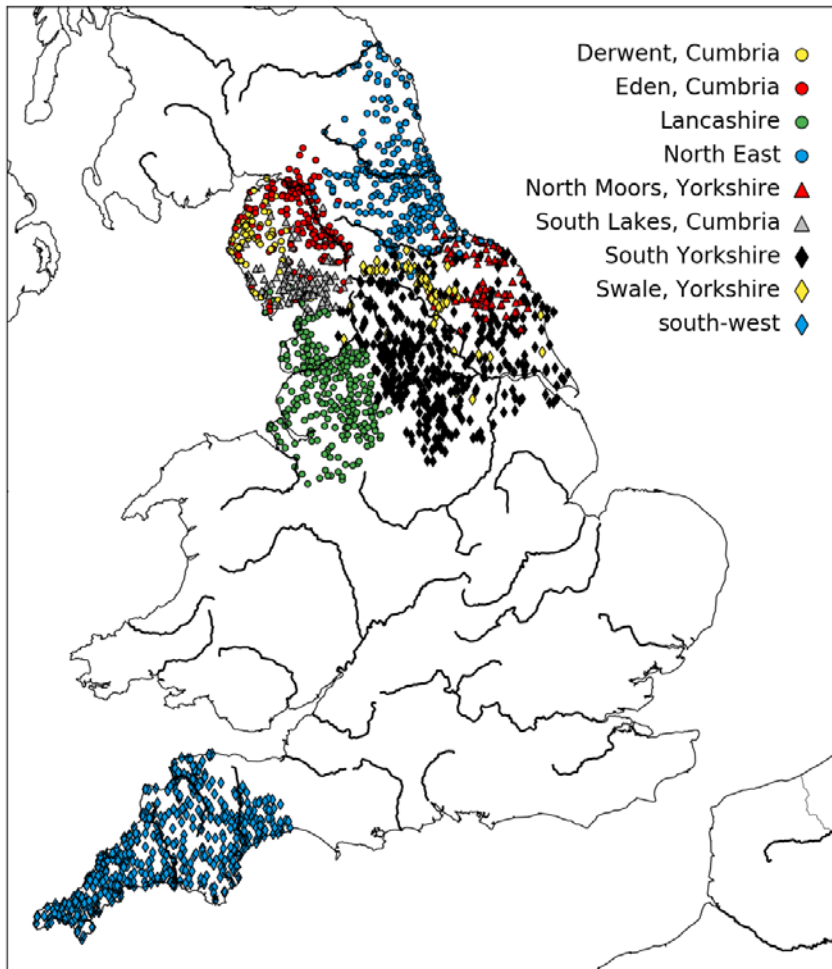 Derwent, Cumbria
Eden, Cumbria
Lancashire
North East
North Moors, Yorkshire
South Lakes, Cumbria
South Yorkshire
Swale, Yorkshire
south-west